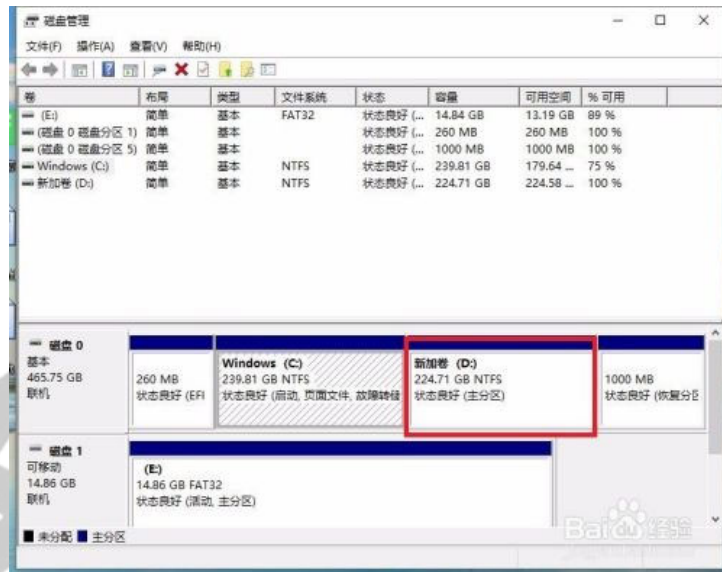 磁盘管理
文件(F) 操作(A) 查看(V) 帮助(H)
卷 布局 类型 文件系统 状态 容量 可用空间 % 可用
(E:) 简单 基本 FAT32 状态良好 (... 14.84 GB 13.19 GB 89 %
(磁盘 0 磁盘分区 1) 简单 基本 状态良好 (... 260 MB 260 MB 100 %
(磁盘 0 磁盘分区 5) 简单 基本 状态良好 (... 1000 MB 1000 MB 100 %
Windows (C:) 简单 基本 NTFS 状态良好 (... 239.81 GB 179.64 ... 75 %
新加卷 (D:) 简单 基本 NTFS 状态良好 (... 224.71 GB 224.58 ... 100 %
磁盘 0
基本
465.75 GB
联机
260 MB
状态良好 (EFI
Windows (C:)
239.81 GB NTFS
状态良好 (启动, 页面文件, 故障转储
新加卷 (D:)
224.71 GB NTFS
状态良好 (主分区)
1000 MB
状态良好 (恢复分区
磁盘 1
可移动
14.86 GB
联机
(E:)
14.86 GB FAT32
状态良好 (活动, 主分区)
未分配 主分区
Baidu 经验